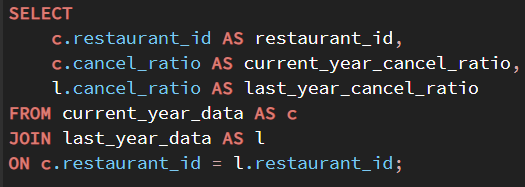 SELECT
    c.restaurant_id AS restaurant_id,
    c.cancel_ratio AS current_year_cancel_ratio,
    l.cancel_ratio AS last_year_cancel_ratio
FROM current_year_data AS c
JOIN last_year_data AS l
ON c.restaurant_id = l.restaurant_id;